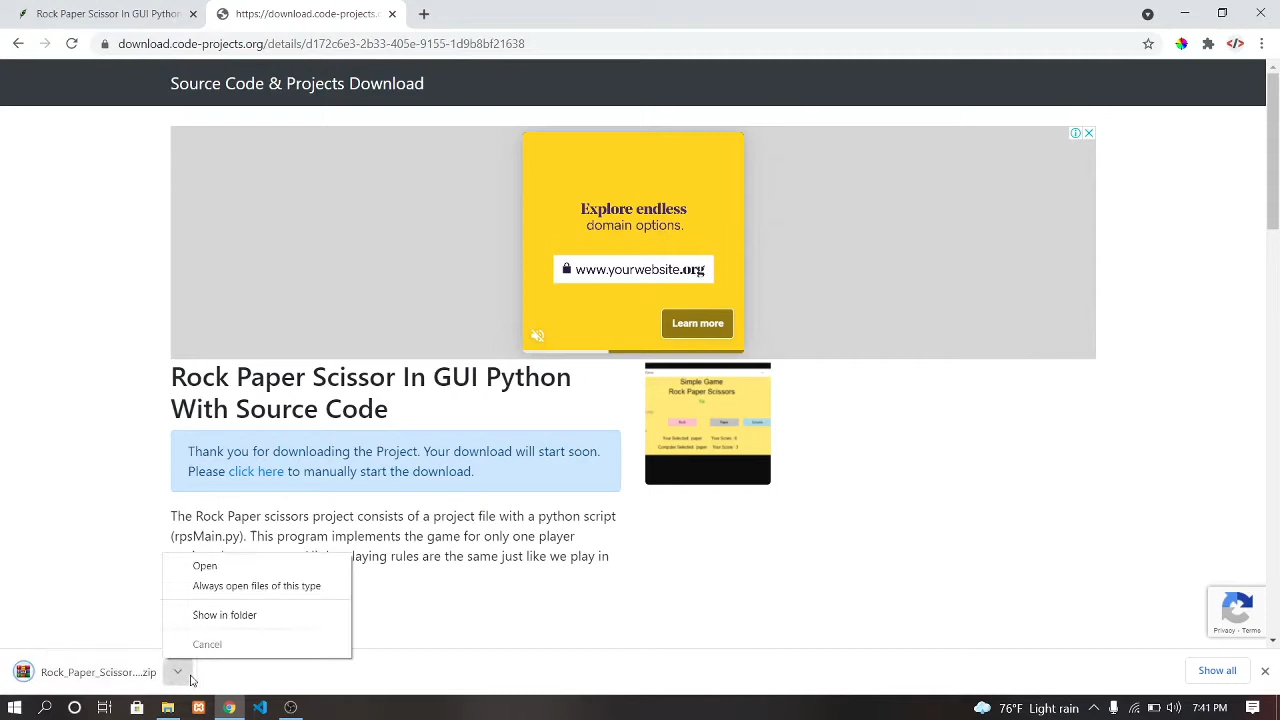 Rock Paper Scissor In GUI Python
https://download.code-projects.o
download.code-projects.org/details/d172c6e3-2b33-405e-9155-1d9b8bf21638
Source Code & Projects Download
Explore endless
domain options.
www.yourwebsite.org
Learn more
Rock Paper Scissor In GUI Python
With Source Code
Simple Game
Rock Paper Scissors
Thank you for downloading the Project. Your download will start soon.
Please click here to manually start the download.
The Rock Paper scissors project consists of a project file with a python script
(rpsMain.py). This program implements the game for only one player
laying rules are the same just like we play in
Open
Always open files of this type
Show in folder
Cancel
Privacy - Terms
Rock_Paper_Scissor....zip
Show all
76°F Light rain
7:41 PM